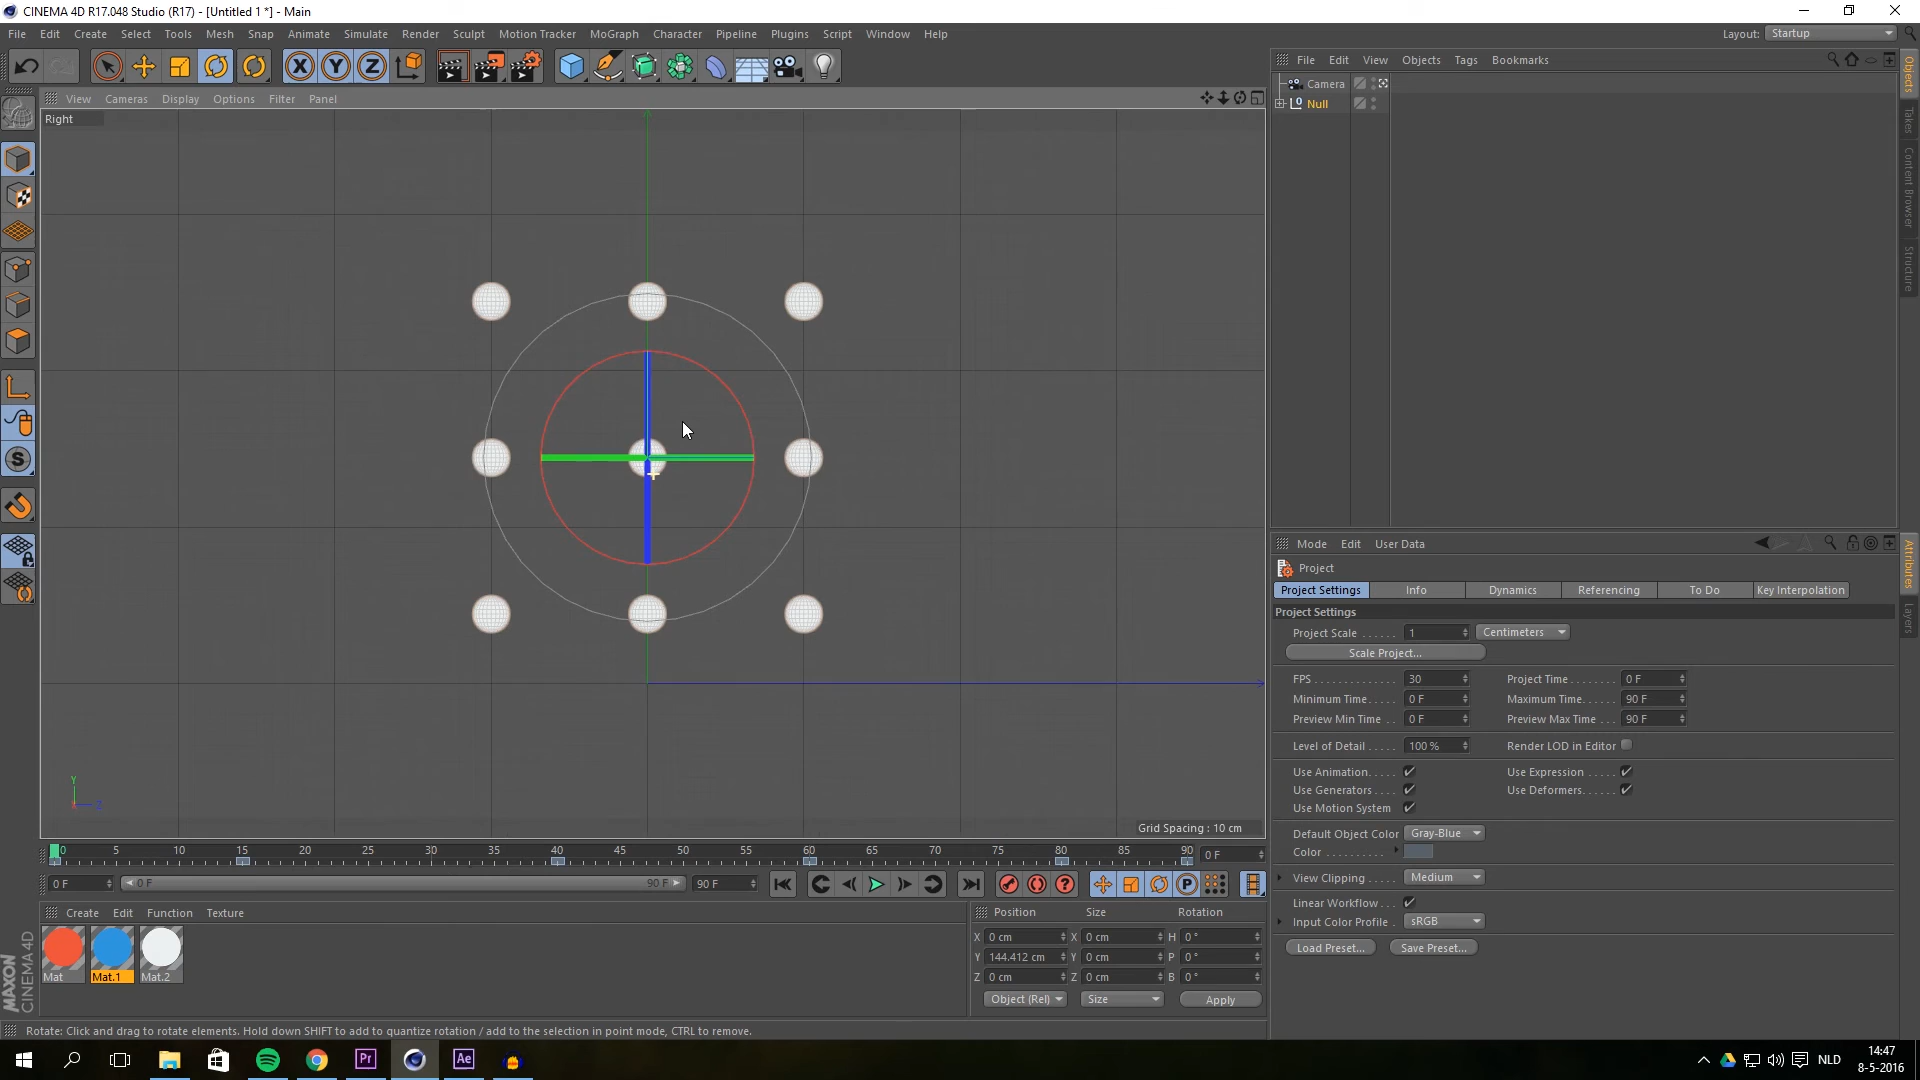 CINEMA 4D R17.048 Studio (R17) - [Untitled 1 *] - Main
File Edit Create Select Tools Mesh Snap Animate Simulate Render Sculpt Motion Tracker MoGraph Character Pipeline Plugins Script Window Help Layout: Startup
File Edit View Objects Tags Bookmarks
Camera
Null
View Cameras Display Options Filter Panel
Right
Y
Z
Grid Spacing : 10 cm
Objects
Takes
Content Browser
Structure
Mode Edit User Data
Project
Project Settings Info Dynamics Referencing To Do Key Interpolation
Project Settings
Project Scale ...... 1 Centimeters
Scale Project...
FPS .............. 30 Project Time ........ 0 F
Minimum Time..... 0 F Maximum Time..... 90 F
Preview Min Time .. 0 F Preview Max Time ... 90 F
Level of Detail ..... 100 % Render LOD in Editor
Use Animation..... Use Expression .....
Use Generators .... Use Deformers......
Use Motion System
Default Object Color Gray-Blue
Color ..........
View Clipping .... Medium
Linear Workflow...
Input Color Profile . sRGB
Load Preset... Save Preset...
Attributes
Layers
0 5 10 15 20 25 30 35 40 45 50 55 60 65 70 75 80 85 90 0 F
0 F 0 F 90 F 90 F
Create Edit Function Texture
Mat Mat.1 Mat.2
MAXON
CINEMA 4D
Position Size Rotation
X 0 cm X 0 cm H 0 °
Y 144.412 cm Y 0 cm P 0 °
Z 0 cm Z 0 cm B 0 °
Object (Rel) Size Apply
Rotate: Click and drag to rotate elements. Hold down SHIFT to add to quantize rotation / add to the selection in point mode, CTRL to remove.
Pr
Ae
NLD
14:47
8-5-2016